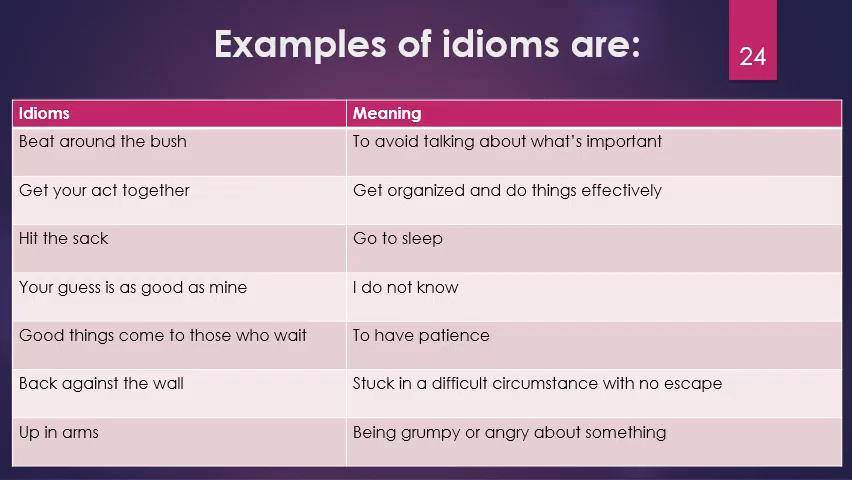 Examples of idioms are:
24
Idioms Meaning
Beat around the bush To avoid talking about what’s important
Get your act together Get organized and do things effectively
Hit the sack Go to sleep
Your guess is as good as mine I do not know
Good things come to those who wait To have patience
Back against the wall Stuck in a difficult circumstance with no escape
Up in arms Being grumpy or angry about something